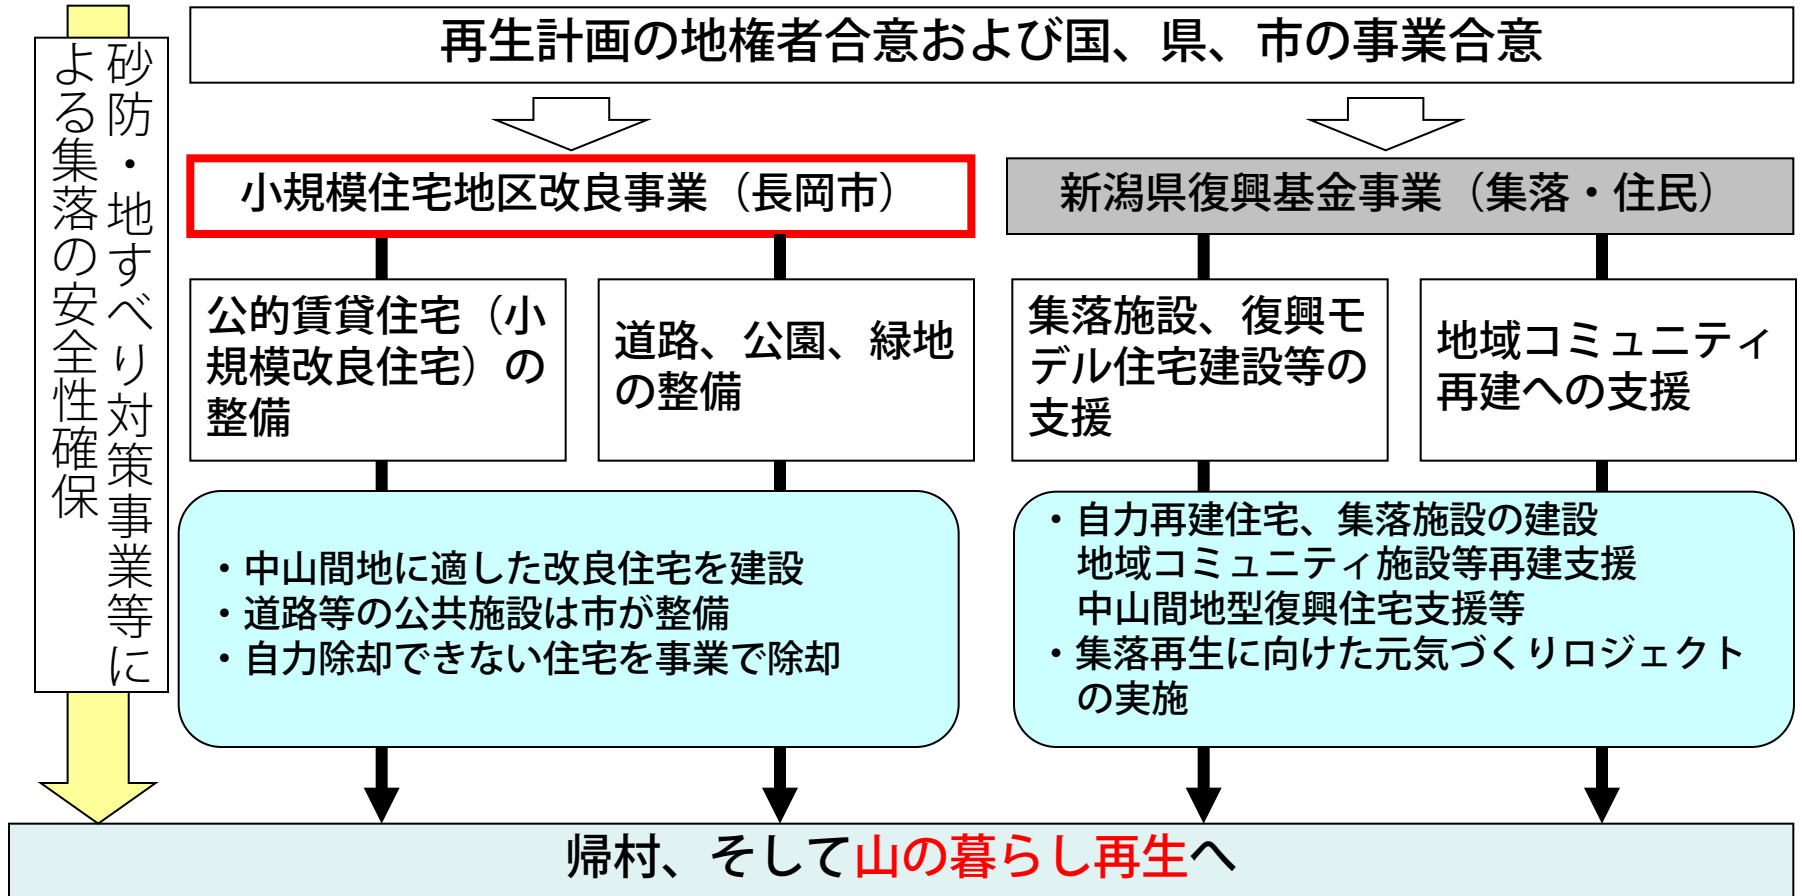 再生計画の地権者合意および国、県、市の事業合意
砂防・地すべり対策事業等に
よる集落の安全性確保
小規模住宅地区改良事業（長岡市）
新潟県復興基金事業（集落・住民）
公的賃貸住宅（小
規模改良住宅）の
整備
道路、公園、緑地
の整備
集落施設、復興モ
デル住宅建設等の
支援
地域コミュニティ
再建への支援
・中山間地に適した改良住宅を建設
・道路等の公共施設は市が整備
・自力除却できない住宅を事業で除却
・自力再建住宅、集落施設の建設
地域コミュニティ施設等再建支援
中山間地型復興住宅支援等
・集落再生に向けた元気づくりロジェクト
の実施
帰村、そして山の暮らし再生へ